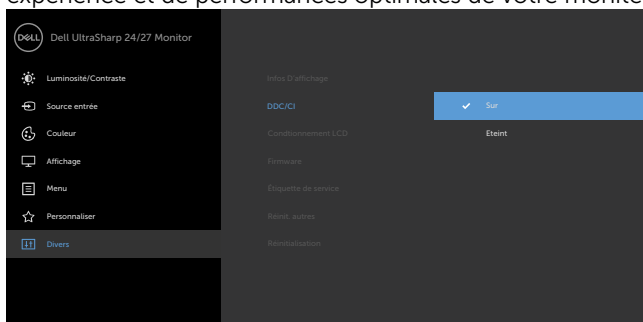 expérience et de performances optimales de votre monite
DELL Dell UltraSharp 24/27 Monitor
Luminosité/Contraste Infos D'affichage
Source entrée DDC/CI Sur
Couleur Condtionnement LCD Eteint
Affichage Firmware
Menu Etiquette de service
Personnaliser Réinit. autres
Divers Réinitialisation